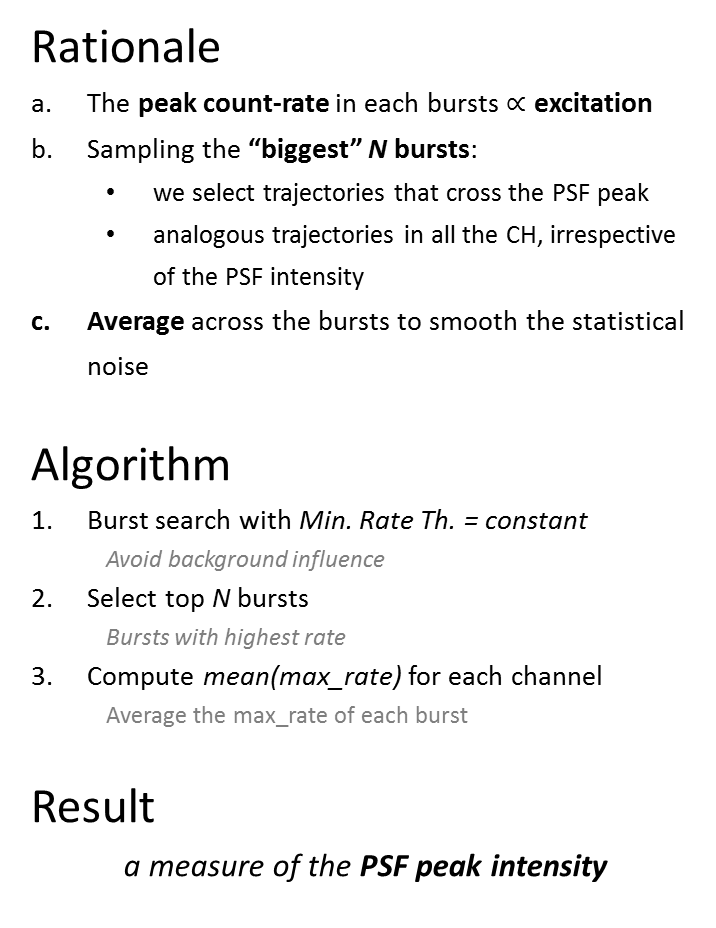 Rationale
a. The peak count-rate in each bursts ∝ excitation
b. Sampling the “biggest” N bursts:
• we select trajectories that cross the PSF peak
• analogous trajectories in all the CH, irrespective
of the PSF intensity
c. Average across the bursts to smooth the statistical
noise
Algorithm
1. Burst search with Min. Rate Th. = constant
Avoid background influence
2. Select top N bursts
Bursts with highest rate
3. Compute mean(max_rate) for each channel
Average the max_rate of each burst
Result
a measure of the PSF peak intensity